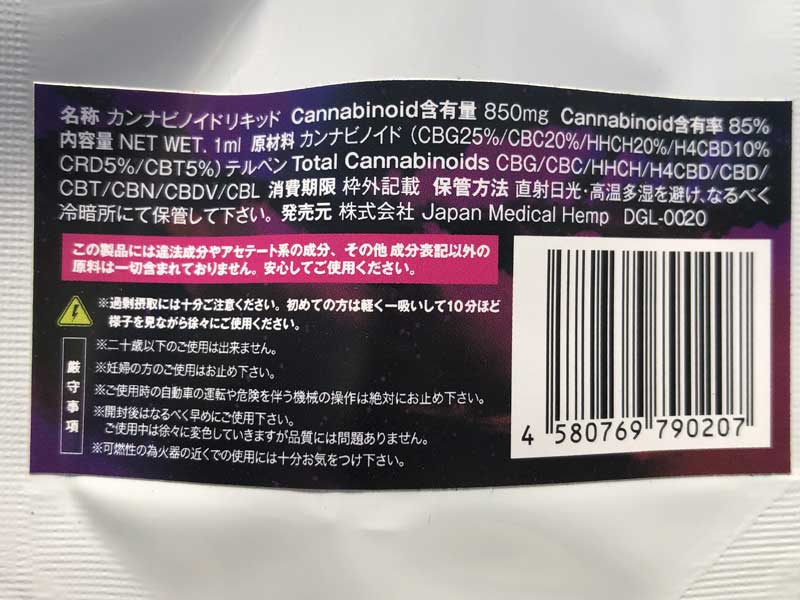 名称 カンナビノイドリキッド Cannabinoid含有量 850mg Cannabinoid含有率 85%
内容量 NET WET. 1ml 原材料 カンナビノイド (CBG25%/CBC20%/HHCH20%/H4CBD10%
CRD5%/CBT5%) テルペン Total Cannabinoids CBG/CBC/HHCH/H4CBD/CBD/
CBT/CBN/CBDV/CBL 消費期限 枠外記載 保管方法 直射日光・高温多湿を避け、なるべく
冷暗所にて保管して下さい。 発売元 株式会社 Japan Medical Hemp DGL-0020
この製品には違法成分やアセテート系の成分、その他 成分表記以外の
原料は一切含まれておりません。安心してご使用ください。
※過剰摂取には十分ご注意ください。初めての方は軽く一吸いして10分ほど
様子を見ながら徐々にご使用ください。
厳守事項
※二十歳以下のご使用は出来ません。
※妊婦の方のご使用はお止め下さい。
※ご使用時の自動車の運転や危険を伴う機械の操作は絶対にお止め下さい。
※開封後はなるべく早めにご使用下さい。
ご使用中は徐々に変色していきますが品質には問題ありません。
※可燃性の為火器の近くでの使用には十分お気をつけ下さい。
4 580769 790207